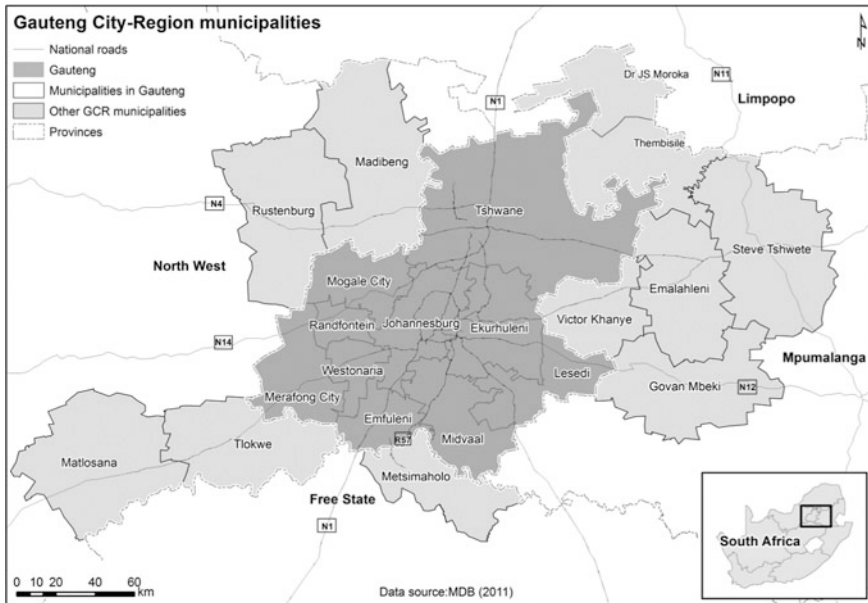 Gauteng City-Region municipalities
National roads
Gauteng
Municipalities in Gauteng
Other GCR municipalities
Provinces
N
Dr JS Moroka
N11
Limpopo
N1
Thembisile
Madibeng
N4
Rustenburg
Tshwane
Steve Tshwete
North West
Mogale City
Emalahleni
Randfontein
Johannesburg
Ekurhuleni
Victor Khanye
N14
Mpumalanga
Westonaria
Lesedi
Govan Mbeki
N12
Merafong City
Emfuleni
R57
Midvaal
Tlokwe
Matlosana
Metsimaholo
Free State
N1
South Africa
0 10 20 40 60
km
Data source:MDB (2011)